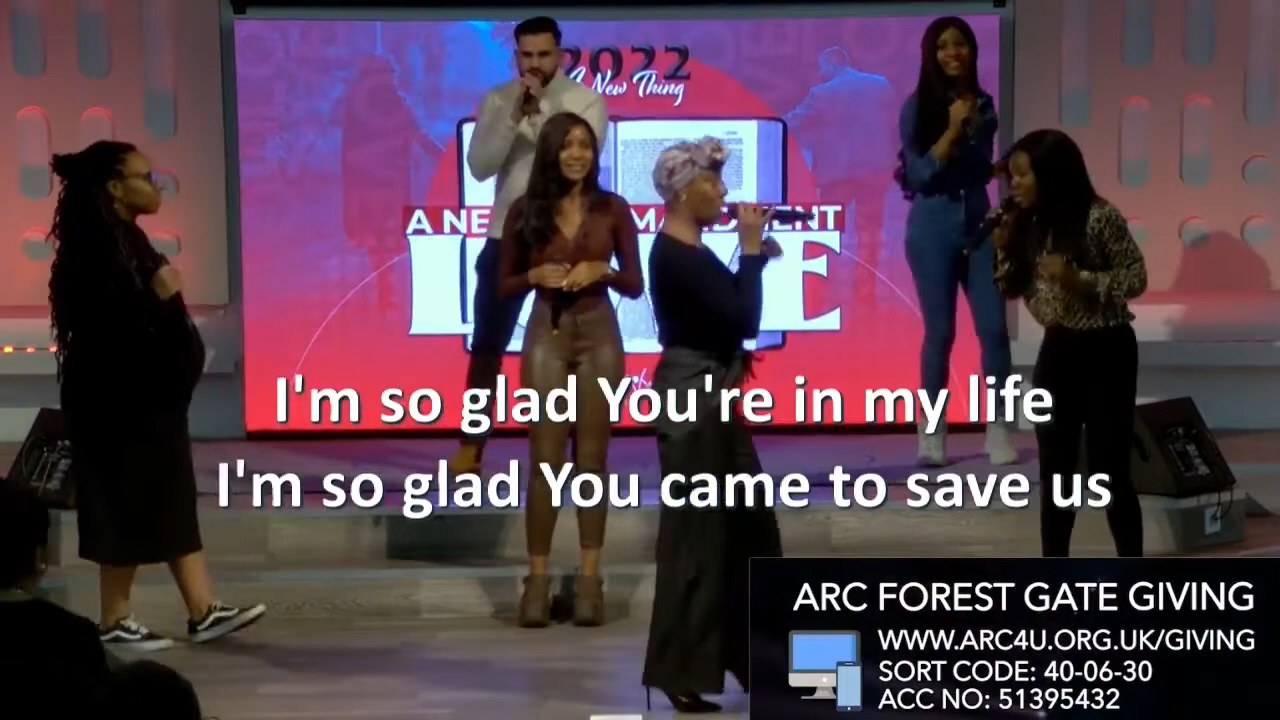 2022
A New Thing
A NE MANDMENT
L VE
I'm so glad You're in my life
I'm so glad You came to save us
ARC FOREST GATE GIVING
WWW.ARC4U.ORG.UK/GIVING
SORT CODE: 40-06-30
ACC NO: 51395432